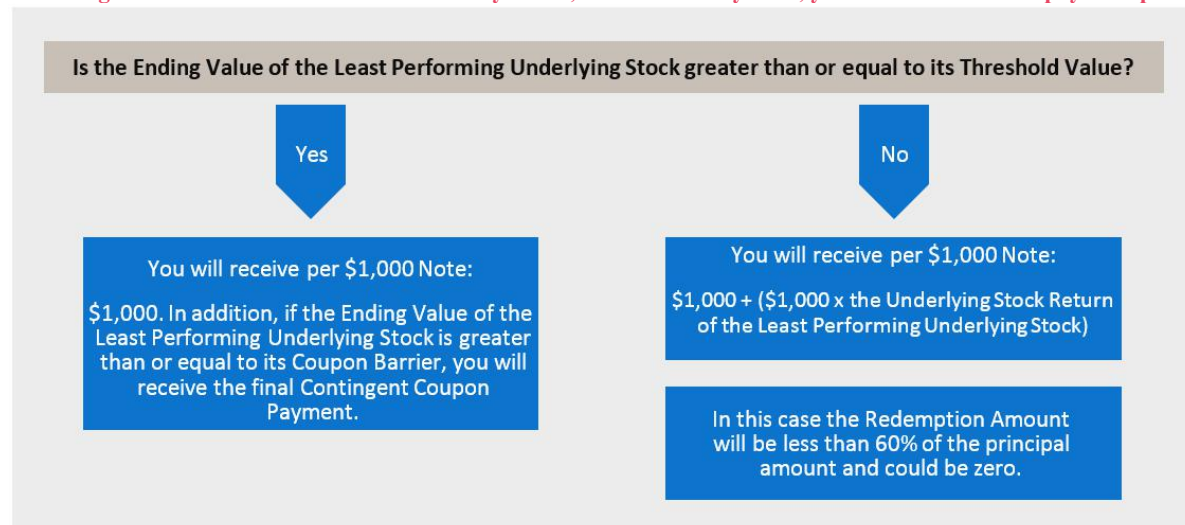 Is the Ending Value of the Least Performing Underlying Stock greater than or equal to its Threshold Value?
Yes
No
You will receive per $1,000 Note:
$1,000. In addition, if the Ending Value of the
Least Performing Underlying Stock is greater
than or equal to its Coupon Barrier, you will
receive the final Contingent Coupon
Payment.
You will receive per $1,000 Note:
$1,000 + ($1,000 x the Underlying Stock Return
of the Least Performing Underlying Stock)
In this case the Redemption Amount
will be less than 60% of the principal
amount and could be zero.